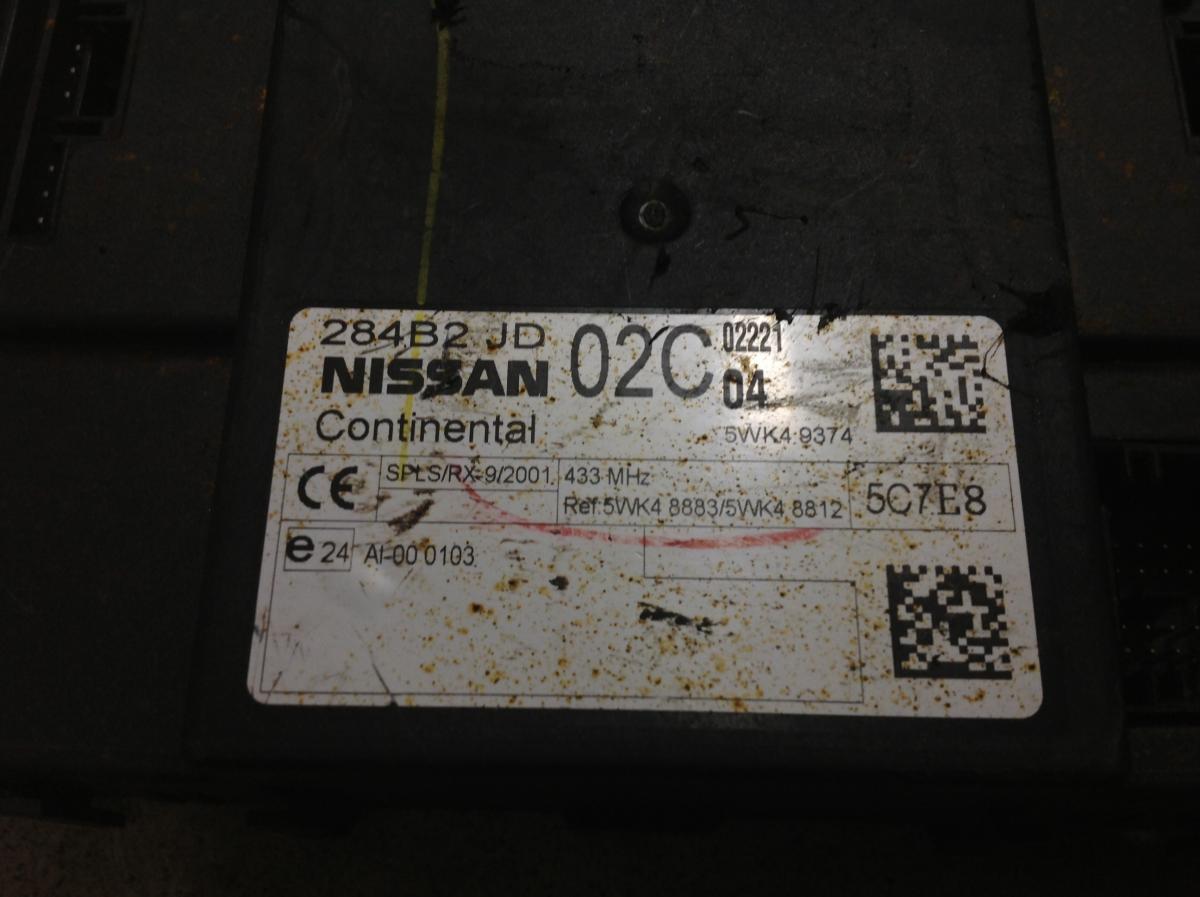 284B2 JD
NISSAN
02C
02221
04
Continental
5WK4 9374
CE
SPLS/RX-9/2001
433 MHz
Ref.5WK4 8883/5WK4 8812
5C7E8
e 24
AI-00 0103